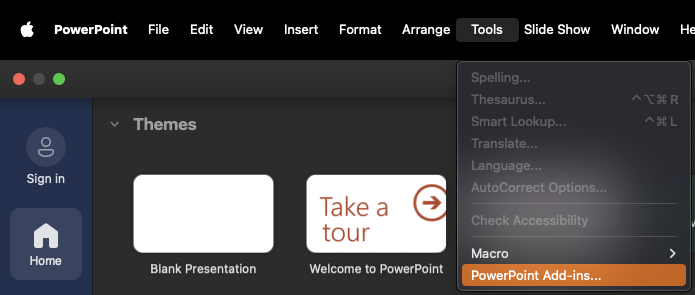 PowerPoint File Edit View Insert Format Arrange Tools Slide Show Window He
Spelling...
Thesaurus... ⌃⌥⌘R
Smart Lookup... ⌃⌘L
Translate...
Language...
AutoCorrect Options...
Check Accessibility
Macro
PowerPoint Add-ins...
Themes
Sign in
Home
Take a
tour
Blank Presentation
Welcome to PowerPoint